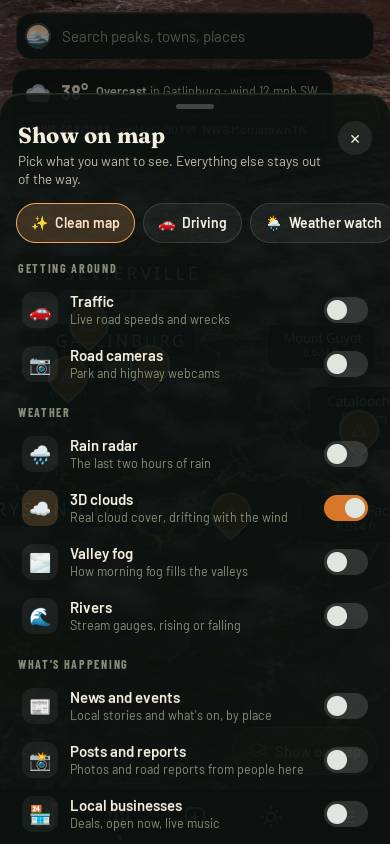 Search peaks, towns, places
38° Overcast in Gatlinburg · wind 12 mph SW
Show on map
Pick what you want to see. Everything else stays out
of the way.
Clean map
Driving
Weather watch
GETTING AROUND
SEVIERVILLE
Traffic
Live road speeds and wrecks
GATLINBURG
Mount Guyot
Road cameras
Park and highway webcams
WEATHER
Rain radar
The last two hours of rain
3D clouds
Real cloud cover, drifting with the wind
Valley fog
How morning fog fills the valleys
Rivers
Stream gauges, rising or falling
WHAT'S HAPPENING
News and events
Local stories and what's on, by place
Posts and reports
Photos and road reports from people here
Local businesses
Deals, open now, live music